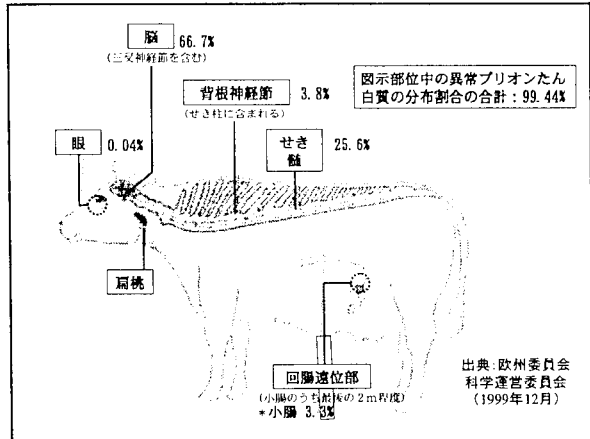 脳 66.7%
(三叉神経節を含む)
背根神経節 3.8%
(せき柱に含まれる)
図示部位中の異常プリオンたん
白質の分布割合の合計：99.44%
眼 0.04%
せき
髄 25.6%
扁桃
回腸遠位部
(小腸のうち最後の2m程度)
*小腸 3.3%
出典:欧州委員会
科学運営委員会
(1999年12月)